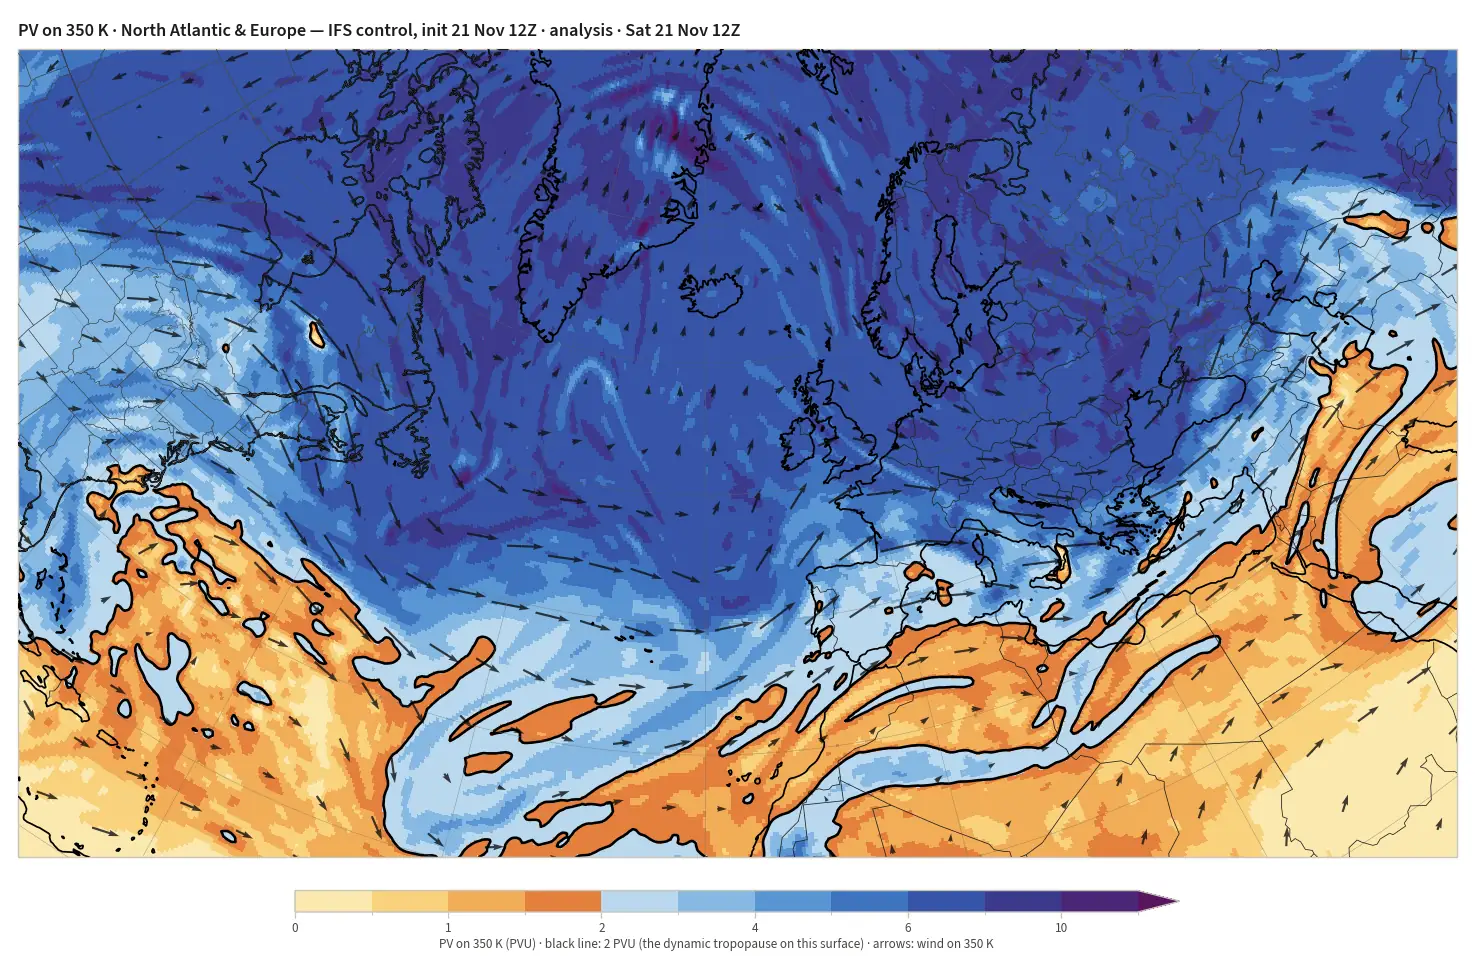 PV on 350 K · North Atlantic & Europe — IFS control, init 21 Nov 12Z · analysis · Sat 21 Nov 12Z
0 1 2 4 6 10
PV on 350 K (PVU) · black line: 2 PVU (the dynamic tropopause on this surface) · arrows: wind on 350 K